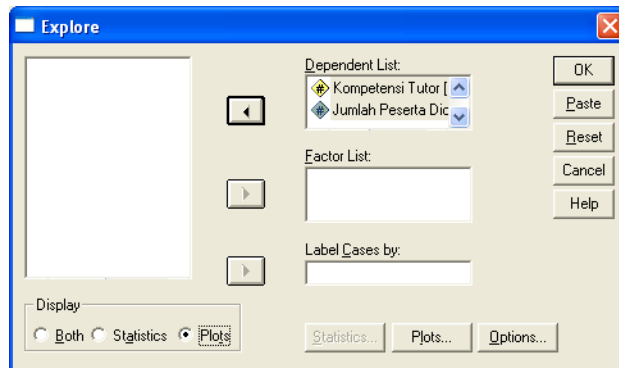 Explore
Dependent List:
Kompetensi Tutor [
Jumlah Peserta Dic
Factor List:
Label Cases by:
OK
Paste
Reset
Cancel
Help
Display
Both Statistics Plots
Statistics... Plots... Options...